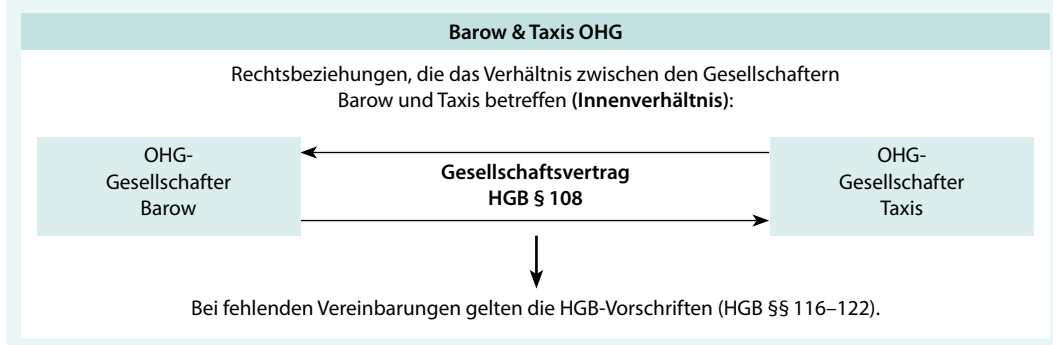 Barow & Taxis OHG
Rechtsbeziehungen, die das Verhältnis zwischen den Gesellschaftern
Barow und Taxis betreffen (Innenverhältnis):
OHG-
Gesellschafter
Barow
Gesellschaftsvertrag
HGB § 108
OHG-
Gesellschafter
Taxis
Bei fehlenden Vereinbarungen gelten die HGB-Vorschriften (HGB §§ 116–122).